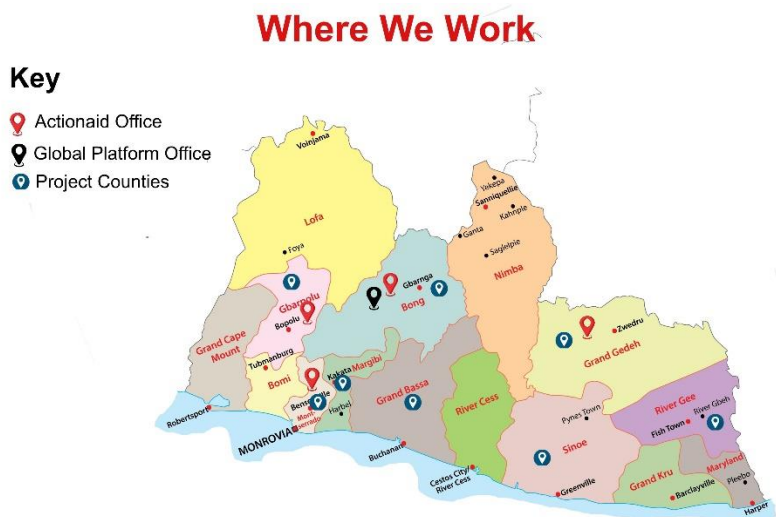 Where We Work
Key
Actionaid Office
Global Platform Office
Project Counties
Voinjama
Lofa
Foya
Yekepa
Sanniquellie
Kahnple
Ganta
Saglelpie
Nimba
Gbarpolu
Bopolu
Gbarnga
Bong
Grand Cape
Mount
Tubmanburg
Bomi
Kakata
Margibi
Harbel
MONROVIA
Robertsport
Grand Bassa
Buchanan
River Cess
Cestos City/
River Cess
Zwedru
Grand Gedeh
Pynes Town
Sinoe
Greenville
River Gee
River Gbeh
Fish Town
Grand Kru
Barclayville
Maryland
Pleebo
Harper